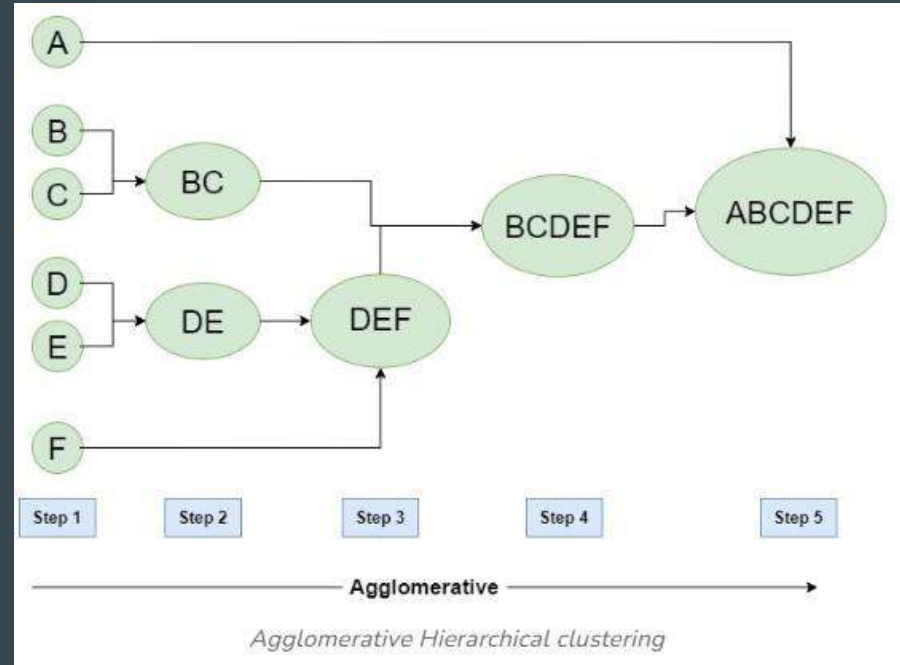 A
B
C
BC
BCDEF
ABCDEF
D
E
DE
DEF
F
Step 1
Step 2
Step 3
Step 4
Step 5
Agglomerative
Agglomerative Hierarchical clustering